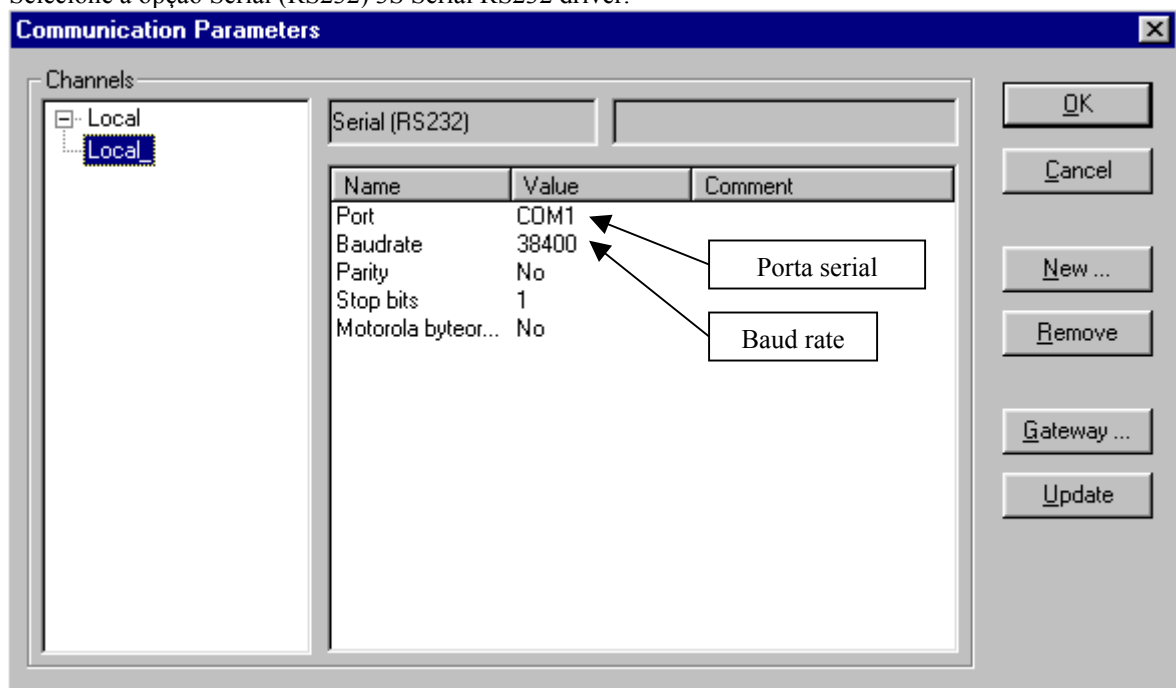 Selecione a opção Serial (RS232) 3S Serial RS232 driver.
Communication Parameters
Channels
Local
Local_
Serial (RS232)
Name Value Comment
Port COM1
Baudrate 38400
Parity No
Stop bits 1
Motorola byteor... No
Porta serial
Baud rate
OK
Cancel
New ...
Remove
Gateway ...
Update